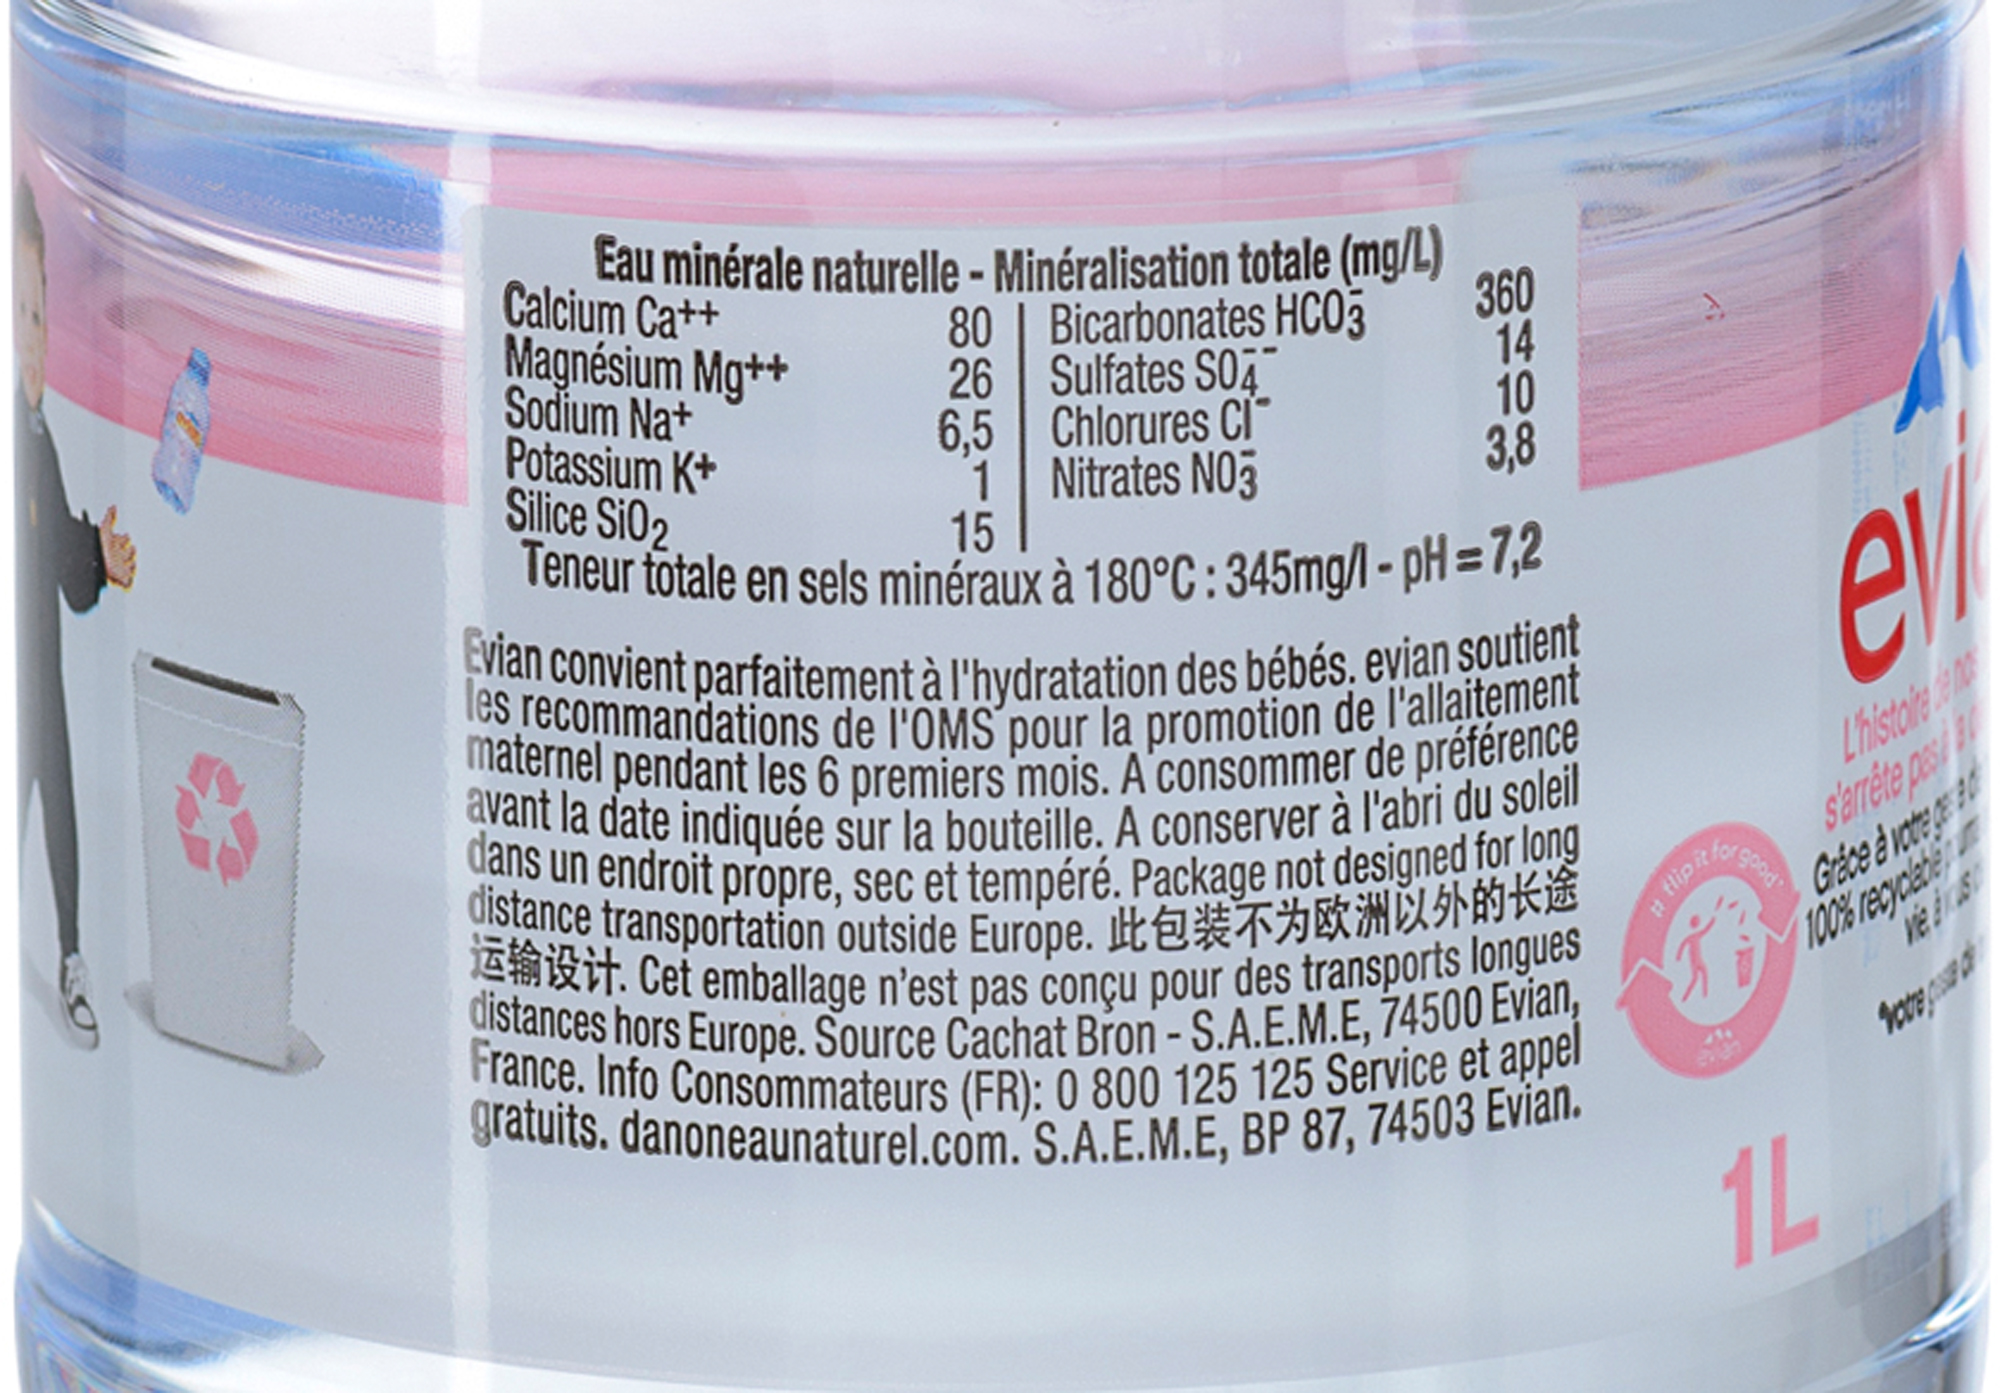 Eau minérale naturelle - Minéralisation totale (mg/L)
Calcium Ca++ 80
Magnésium Mg++ 26
Sodium Na+ 6,5
Potassium K+ 1
Silice SiO2 15
Bicarbonates HCO3- 360
Sulfates SO4-- 14
Chlorures Cl- 10
Nitrates NO3- 3,8
Teneur totale en sels minéraux à 180°C : 345mg/l - pH = 7,2
Evian convient parfaitement à l'hydratation des bébés. evian soutient
les recommandations de l'OMS pour la promotion de l'allaitement
maternel pendant les 6 premiers mois. A consommer de préférence
avant la date indiquée sur la bouteille. A conserver à l'abri du soleil
dans un endroit propre, sec et tempéré. Package not designed for long
distance transportation outside Europe. 此包装不为欧洲以外的长途
运输设计. Cet emballage n'est pas conçu pour des transports longues
distances hors Europe. Source Cachat Bron - S.A.E.M.E, 74500 Evian,
France. Info Consommateurs (FR): 0 800 125 125 Service et appel
gratuits. danoneaunaturel.com. S.A.E.M.E, BP 87, 74503 Evian.
# flip it for good
evian
1L
evi
L'histoire de nos
s'arrête pas
Grâce à votre
100% recyclable
vie, à
*votre